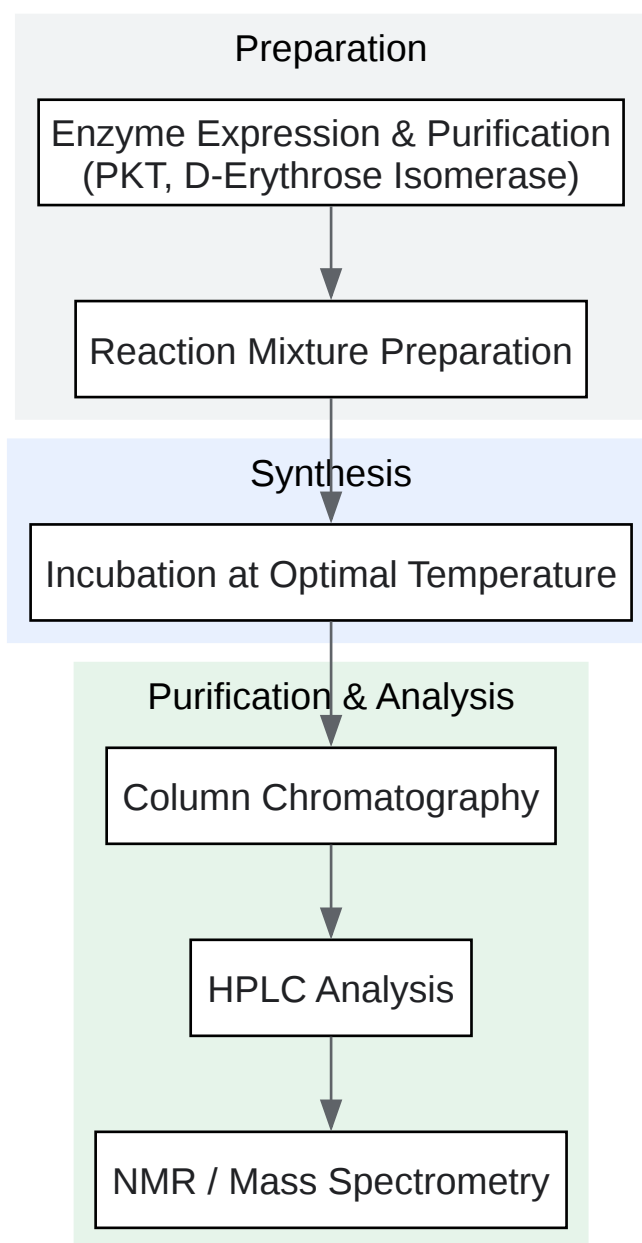 Preparation
Enzyme Expression & Purification
(PKT, D-Erythrose Isomerase)
Reaction Mixture Preparation
Synthesis
Incubation at Optimal Temperature
Purification & Analysis
Column Chromatography
HPLC Analysis
NMR / Mass Spectrometry